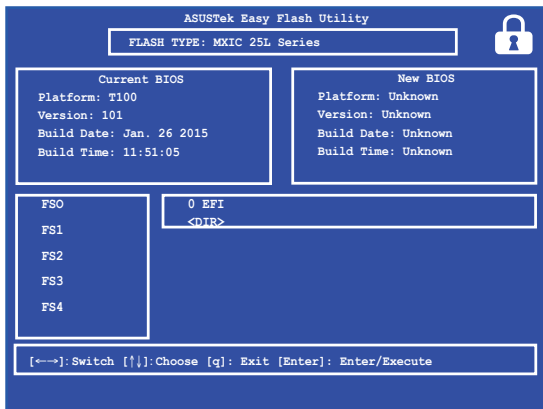 ASUSTek Easy Flash Utility
FLASH TYPE: MXIC 25L Series
Current BIOS
Platform: T100
Version: 101
Build Date: Jan. 26 2015
Build Time: 11:51:05
New BIOS
Platform: Unknown
Version: Unknown
Build Date: Unknown
Build Time: Unknown
FSO
FS1
FS2
FS3
FS4
0 EFI
<DIR>
[←→]: Switch [↑↓]: Choose [q]: Exit [Enter]: Enter/Execute